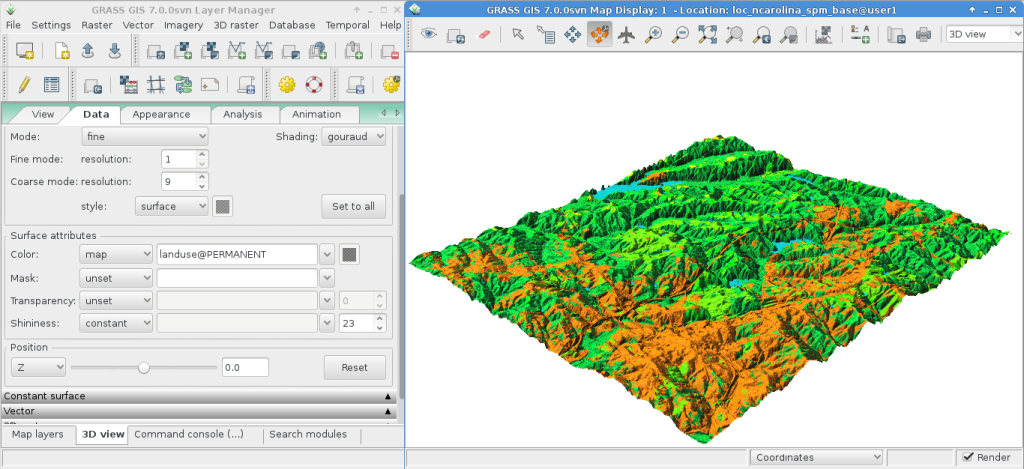 GRASS GIS 7.0.0svn Layer Manager
File Settings Raster Vector Imagery 3D raster Database Temporal Help
View Data Appearance Analysis Animation
Mode: fine Shading: gouraud
Fine mode: resolution: 1
Coarse mode: resolution: 9
style: surface Set to all
Surface attributes
Color: map landuse@PERMANENT
Mask: unset
Transparency: unset 0
Shininess: constant 23
Position
Z 0.0 Reset
Constant surface
Vector
Map layers 3D view Command console (...) Search modules
GRASS GIS 7.0.0svn Map Display: 1 - Location: loc_ncarolina_spm_base@user1
3D view
Coordinates Render